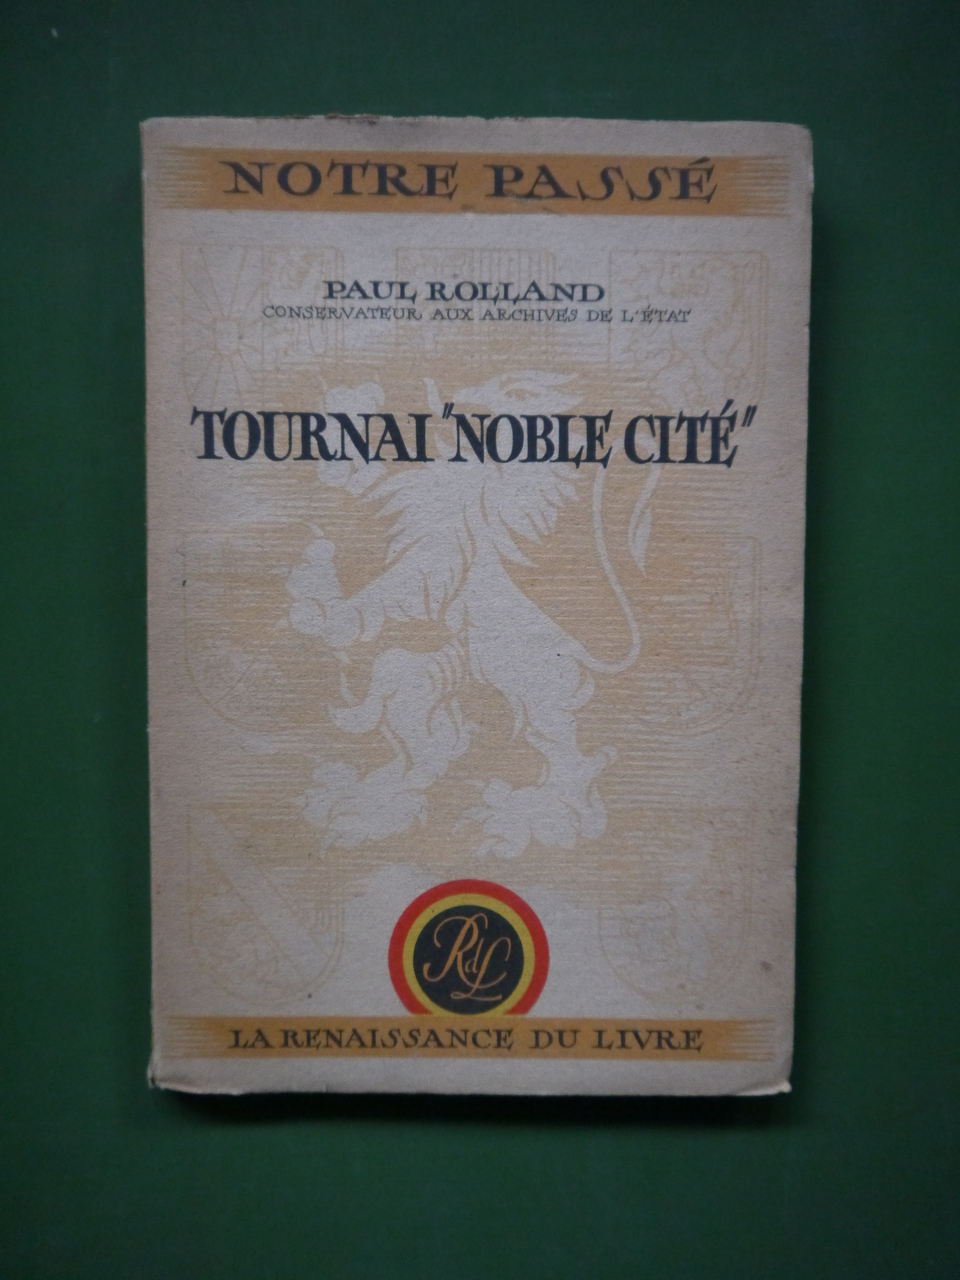 NOTRE PASSÉ
PAUL ROLLAND
CONSERVATEUR AUX ARCHIVES DE L'ÉTAT
TOURNAI "NOBLE CITÉ"
RdL
LA RENAISSANCE DU LIVRE